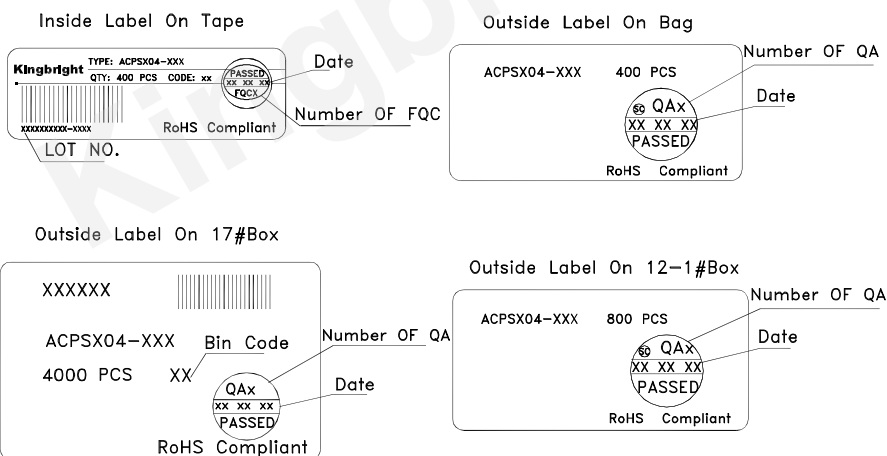 Inside Label On Tape
Kingbright
TYPE: ACPSX04-XXX
QTY: 400 PCS CODE: xx
PASSED
XX XX XX
FQCX
Date
Number OF FQC
XXXXXXXXXX-XXXX
RoHS Compliant
LOT NO.
Outside Label On Bag
ACPSX04-XXX 400 PCS
Number OF QA
Date
SC QAx
XX XX XX
PASSED
RoHS Compliant
Outside Label On 17#Box
XXXXXX
ACPSX04-XXX
Bin Code
4000 PCS XX
Number OF QA
Date
QAx
XX XX XX
PASSED
RoHS Compliant
Outside Label On 12-1#Box
ACPSX04-XXX 800 PCS
Number OF QA
Date
SC QAx
XX XX XX
PASSED
RoHS Compliant
Kingbright